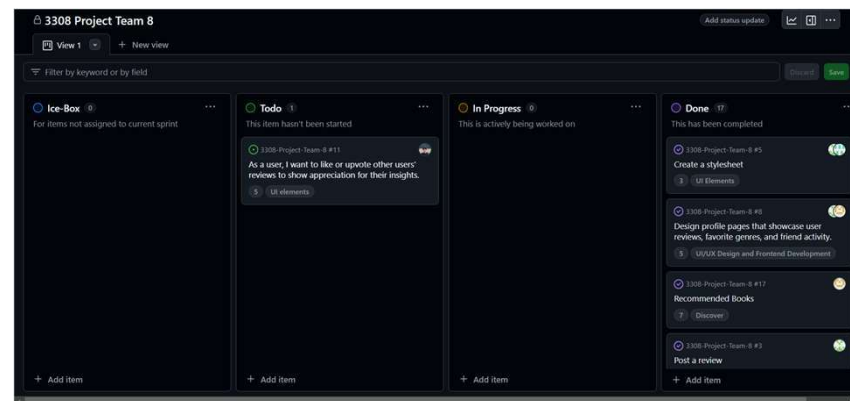 3308 Project Team 8
Add status update
View 1
+ New view
Filter by keyword or by field
Discard
Save
Ice-Box 0
For items not assigned to current sprint
+ Add item
Todo 1
This item hasn't been started
3308-Project-Team-8 #11
As a user, I want to like or upvote other users'
reviews to show appreciation for their insights.
5 UI elements
+ Add item
In Progress 0
This is actively being worked on
+ Add item
Done 17
This has been completed
3308-Project-Team-8 #5
Create a stylesheet
3 UI Elements
3308-Project-Team-8 #8
Design profile pages that showcase user
reviews, favorite genres, and friend activity.
5 UI/UX Design and Frontend Development
3308-Project-Team-8 #17
Recommended Books
7 Discover
3308-Project-Team-8 #3
Post a review
+ Add item